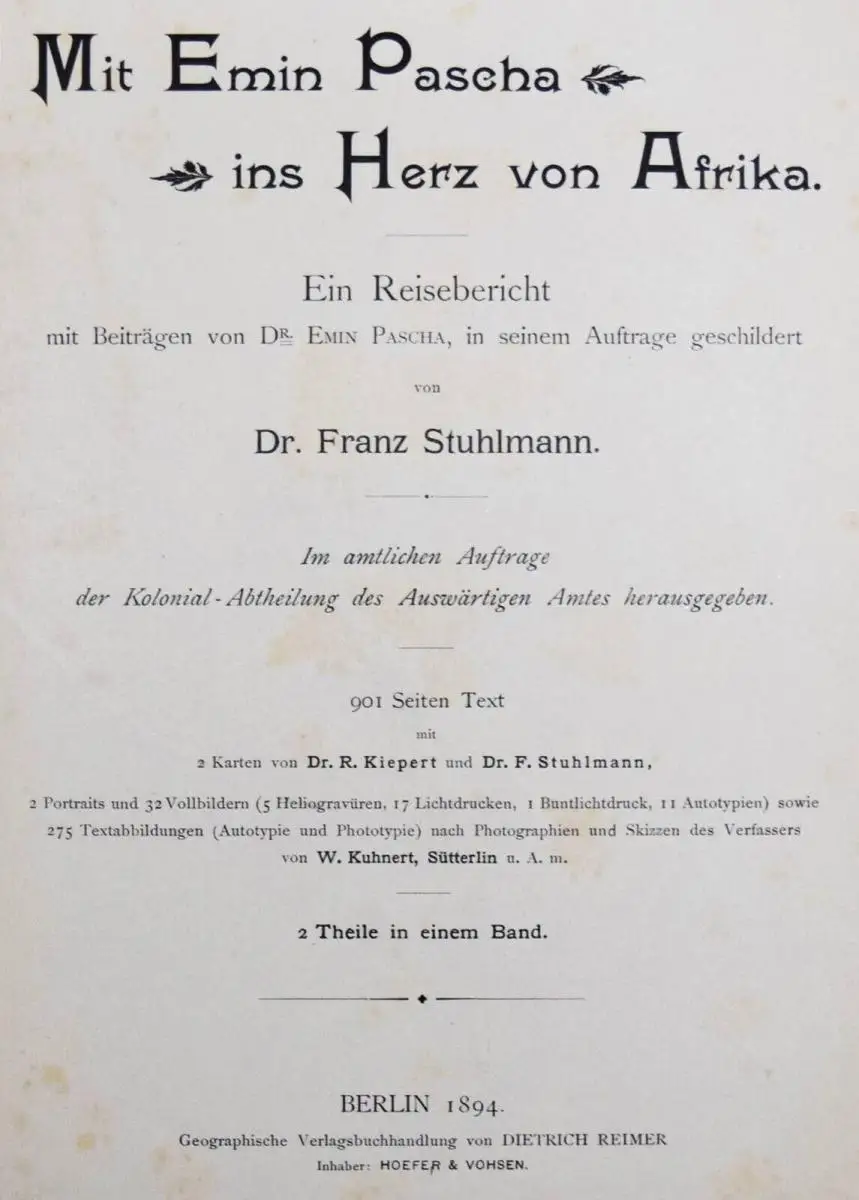 Mit Emin Pascha
ins Herz von Afrika.
Ein Reisebericht
mit Beiträgen von DR. EMIN PASCHA, in seinem Auftrage geschildert
von
Dr. Franz Stuhlmann.
Im amtlichen Auftrage
der Kolonial-Abtheilung des Auswärtigen Amtes herausgegeben.
901 Seiten Text
mit
2 Karten von Dr. R. Kiepert und Dr. F. Stuhlmann,
2 Portraits und 32 Vollbildern (5 Heliogravüren, 17 Lichtdrucken, 1 Buntlichtdruck, 11 Autotypien) sowie
275 Textabbildungen (Autotypie und Phototypie) nach Photographien und Skizzen des Verfassers
von W. Kuhnert, Sütterlin u. A. m.
2 Theile in einem Band.
BERLIN 1894.
Geographische Verlagsbuchhandlung von DIETRICH REIMER
Inhaber: HOEFER & VOHSEN.